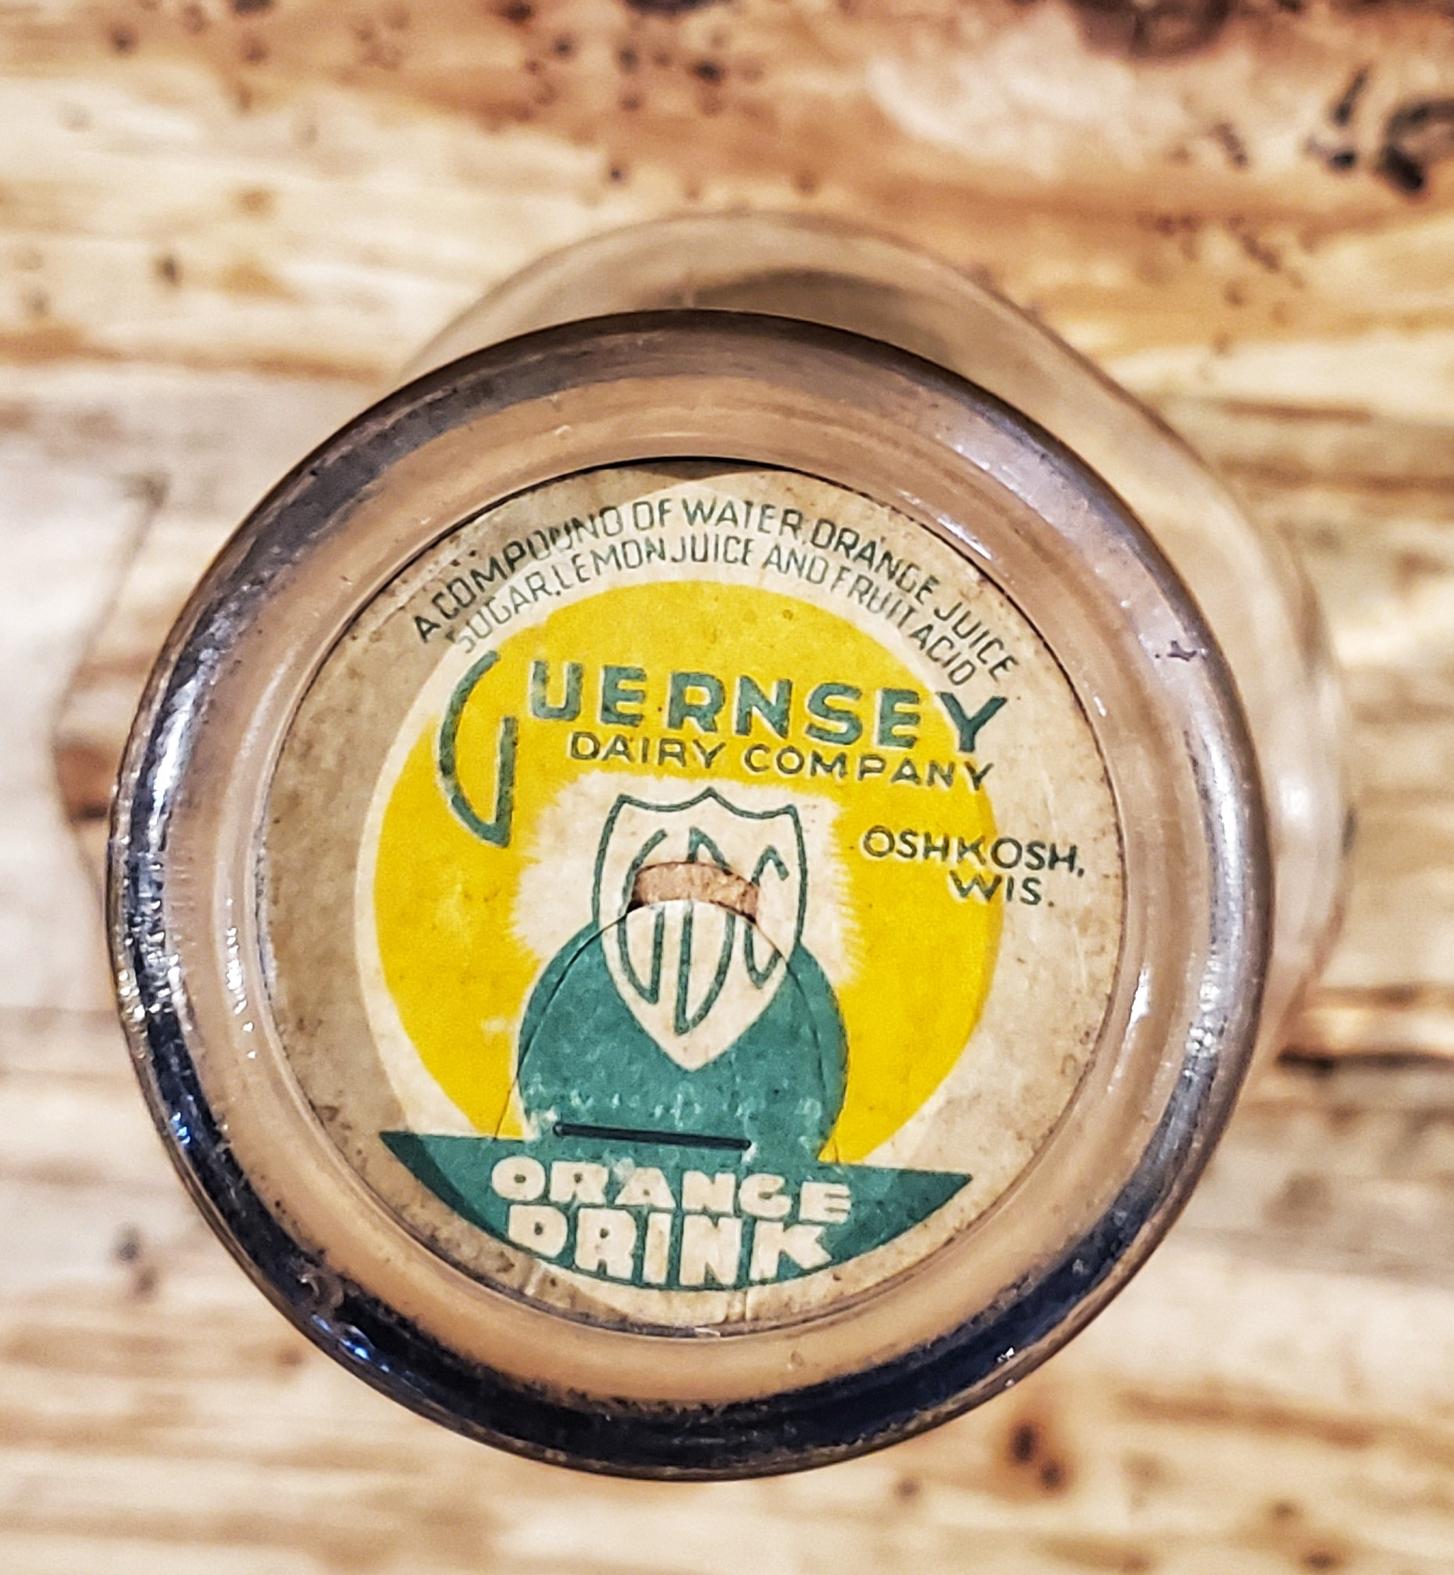 A COMPOUND OF WATER, ORANGE JUICE
SUGAR, LEMON JUICE AND FRUIT ACID
GUERNSEY
DAIRY COMPANY
OSHKOSH,
WIS.
GDC
ORANGE
DRINK